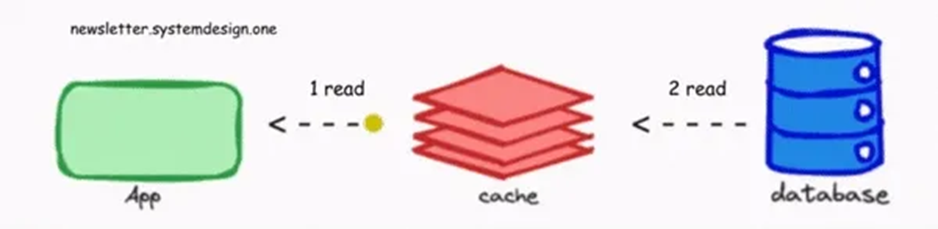 newsletter.systemdesign.one
1 read
2 read
App
cache
database